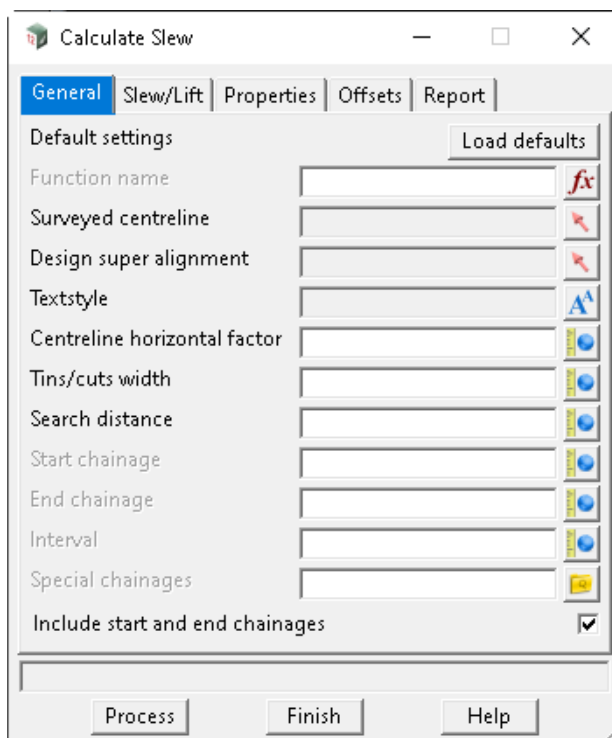 Calculate Slew
General Slew/Lift Properties Offsets Report
Default settings Load defaults
Function name fx
Surveyed centreline
Design super alignment
Textstyle AA
Centreline horizontal factor
Tins/cuts width
Search distance
Start chainage
End chainage
Interval
Special chainages
Include start and end chainages
Process Finish Help